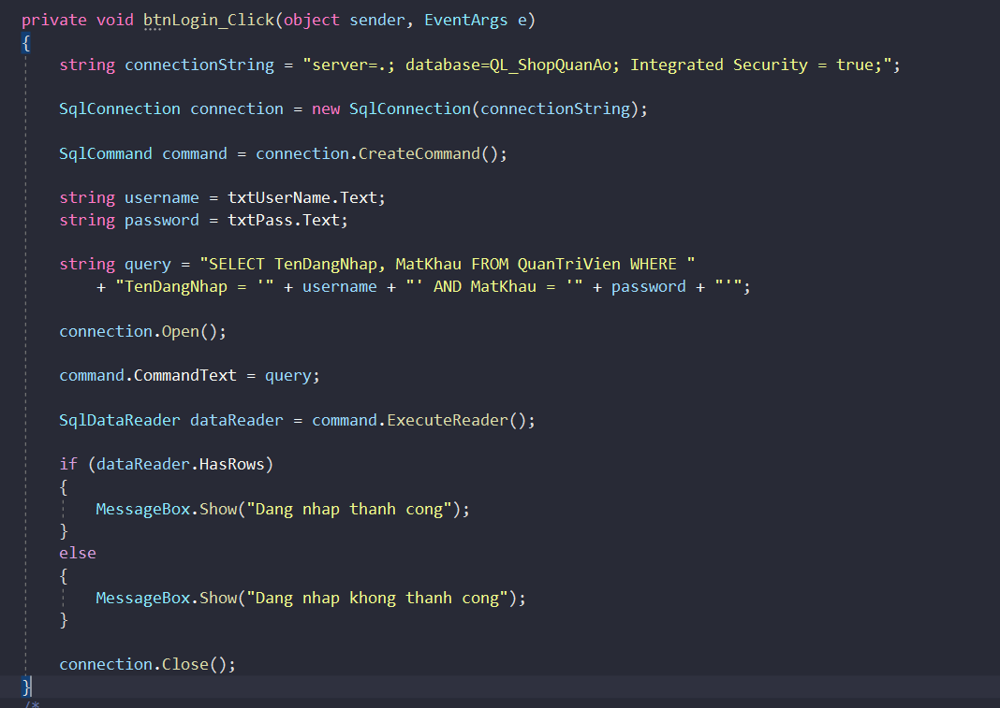 private void btnLogin_Click(object sender, EventArgs e)
{
string connectionString = "server=.; database=QL_ShopQuanAo; Integrated Security = true;";
SqlConnection connection = new SqlConnection(connectionString);
SqlCommand command = connection.CreateCommand();
string username = txtUserName.Text;
string password = txtPass.Text;
string query = "SELECT TenDangNhap, MatKhau FROM QuanTriVien WHERE "
+ "TenDangNhap = '" + username + "' AND MatKhau = '" + password + "'";
connection.Open();
command.CommandText = query;
SqlDataReader dataReader = command.ExecuteReader();
if (dataReader.HasRows)
{
MessageBox.Show("Dang nhap thanh cong");
}
else
{
MessageBox.Show("Dang nhap khong thanh cong");
}
connection.Close();
}
/*